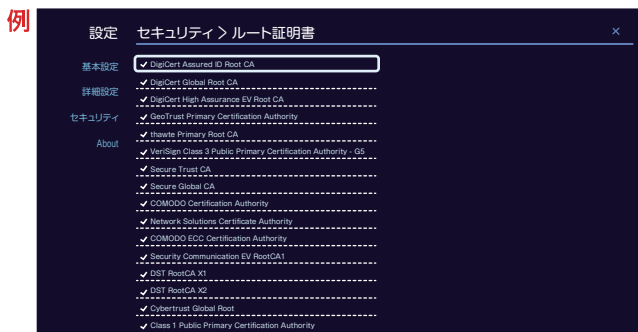 例
設定 セキュリティ > ルート証明書 ×
基本設定
詳細設定
セキュリティ
About
DigiCert Assured ID Root CA
DigiCert Global Root CA
DigiCert High Assurance EV Root CA
GeoTrust Primary Certification Authority
thawte Primary Root CA
VeriSign Class 3 Public Primary Certification Authority - G5
Secure Trust CA
Secure Global CA
COMODO Certification Authority
Network Solutions Certificate Authority
COMODO ECC Certification Authority
Security Communication EV RootCA1
DST RootCA X1
DST RootCA X2
Cybertrust Global Root
Class 1 Public Primary Certification Authority